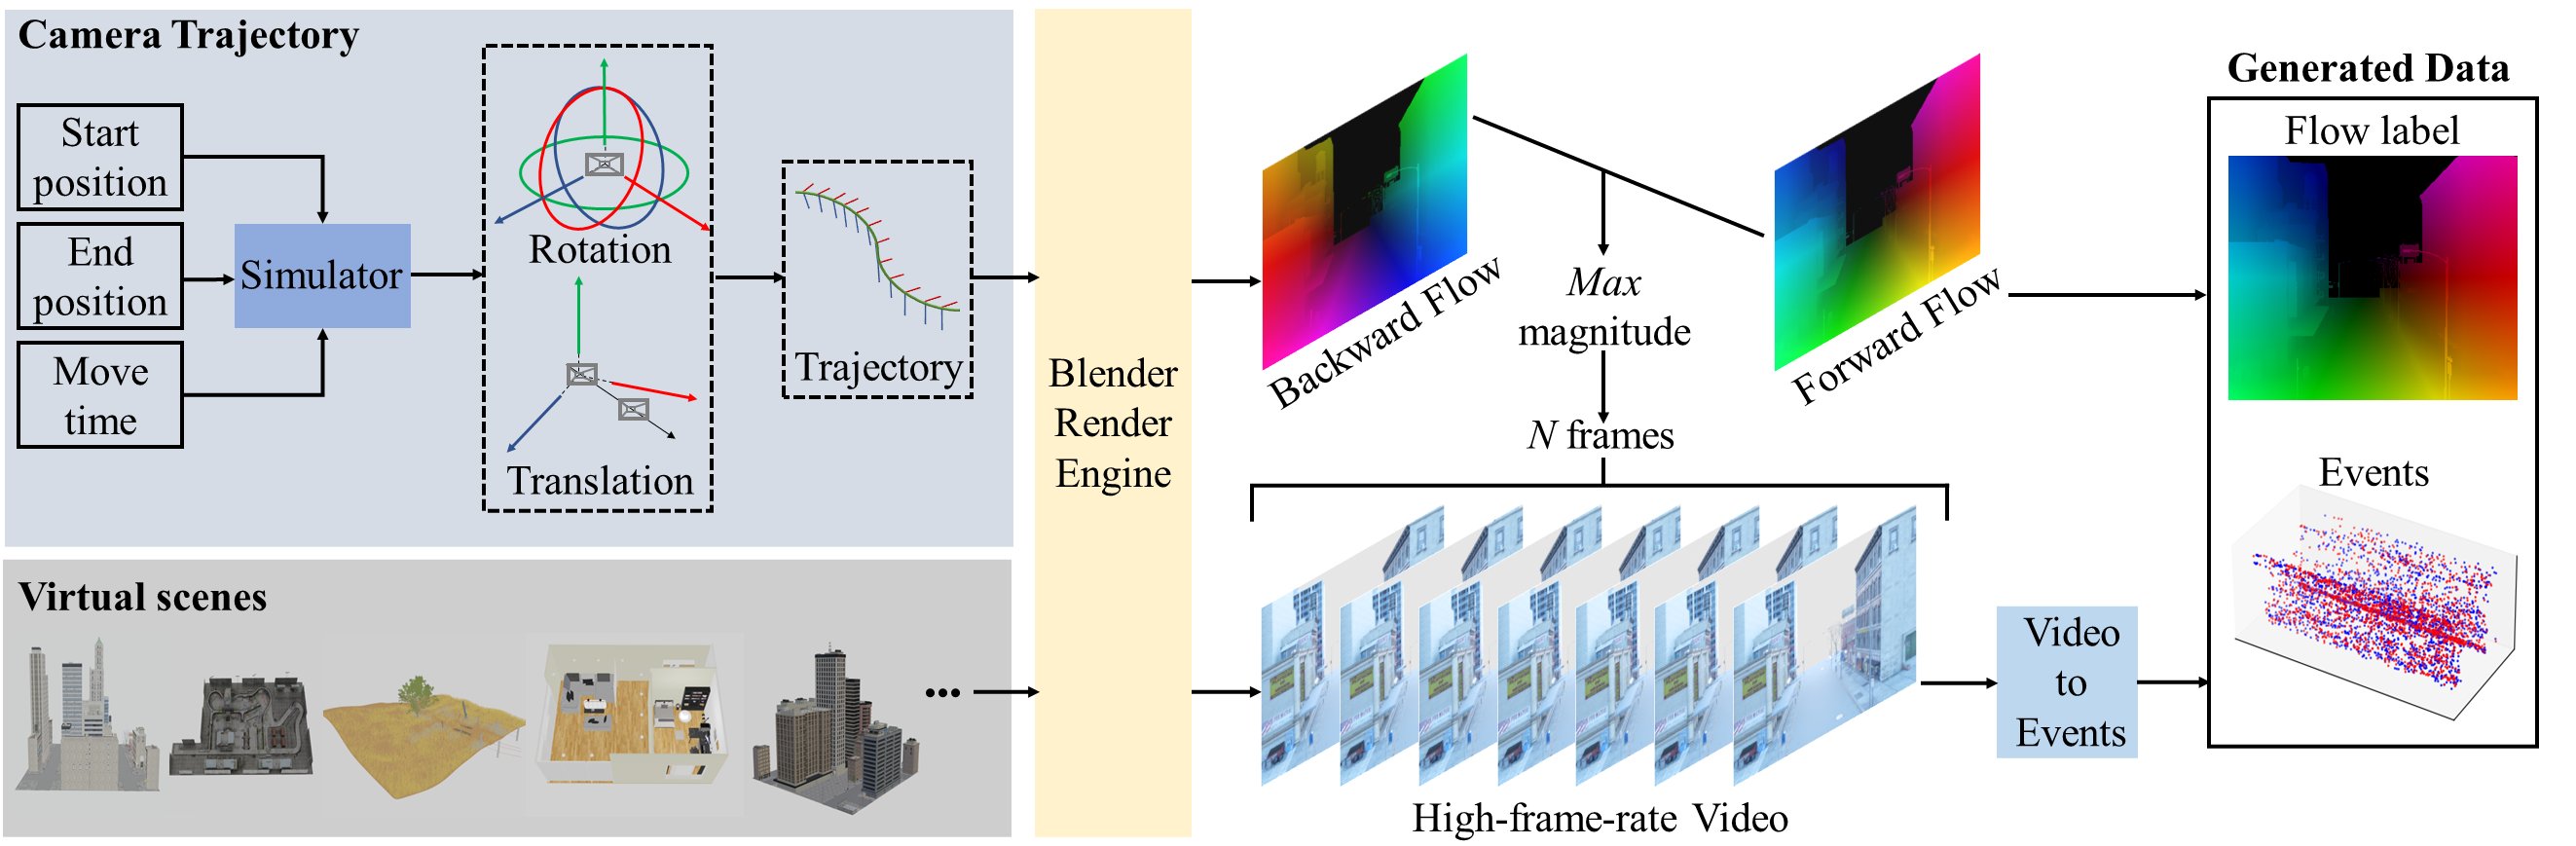 Camera Trajectory
Start
position
End
position
Move
time
Simulator
Rotation
Translation
Trajectory
Virtual scenes
...
Blender
Render
Engine
Backward Flow
Max
magnitude
N frames
Forward Flow
High-frame-rate Video
Video
to
Events
Generated Data
Flow label
Events